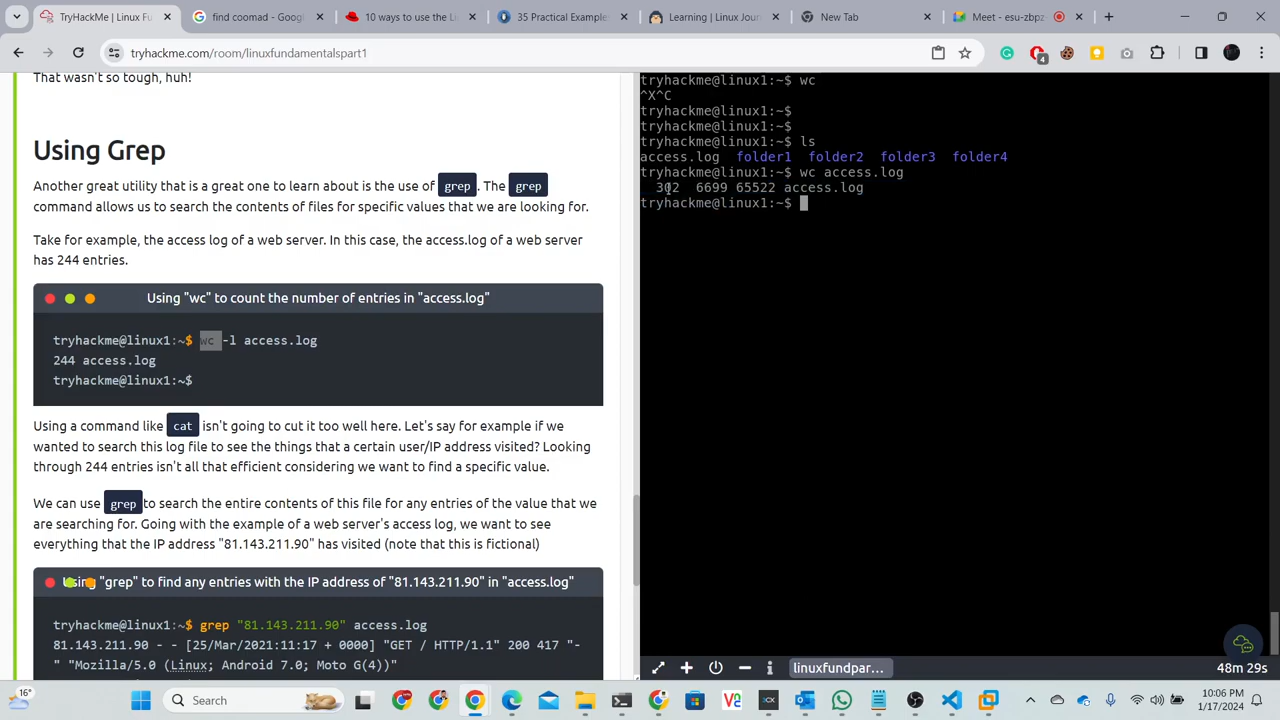 TryHackMe | Linux Fu
find coomad - Googl
10 ways to use the Li
35 Practical Example
Learning | Linux Jour
New Tab
Meet - esu-zbpz
tryhackme.com/room/linuxfundamentalspart1
4
That wasn't so tough, huh!
Using Grep
Another great utility that is a great one to learn about is the use of grep . The grep
command allows us to search the contents of files for specific values that we are looking for.
Take for example, the access log of a web server. In this case, the access.log of a web server
has 244 entries.
Using "wc" to count the number of entries in "access.log"
tryhackme@linux1:~$ wc -l access.log
244 access.log
tryhackme@linux1:~$
Using a command like cat isn't going to cut it too well here. Let's say for example if we
wanted to search this log file to see the things that a certain user/IP address visited? Looking
through 244 entries isn't all that efficient considering we want to find a specific value.
We can use grep to search the entire contents of this file for any entries of the value that we
are searching for. Going with the example of a web server's access log, we want to see
everything that the IP address "81.143.211.90" has visited (note that this is fictional)
Using "grep" to find any entries with the IP address of "81.143.211.90" in "access.log"
tryhackme@linux1:~$ grep "81.143.211.90" access.log
81.143.211.90 - - [25/Mar/2021:11:17 + 0000] "GET / HTTP/1.1" 200 417 "-
" "Mozilla/5.0 (Linux; Android 7.0; Moto G(4))"
tryhackme@linux1:~$ wc
^X^C
tryhackme@linux1:~$
tryhackme@linux1:~$
tryhackme@linux1:~$ ls
access.log folder1 folder2 folder3 folder4
tryhackme@linux1:~$ wc access.log
302 6699 65522 access.log
tryhackme@linux1:~$
linuxfundpar...
48m 29s
16°
Search
10:06 PM
1/17/2024